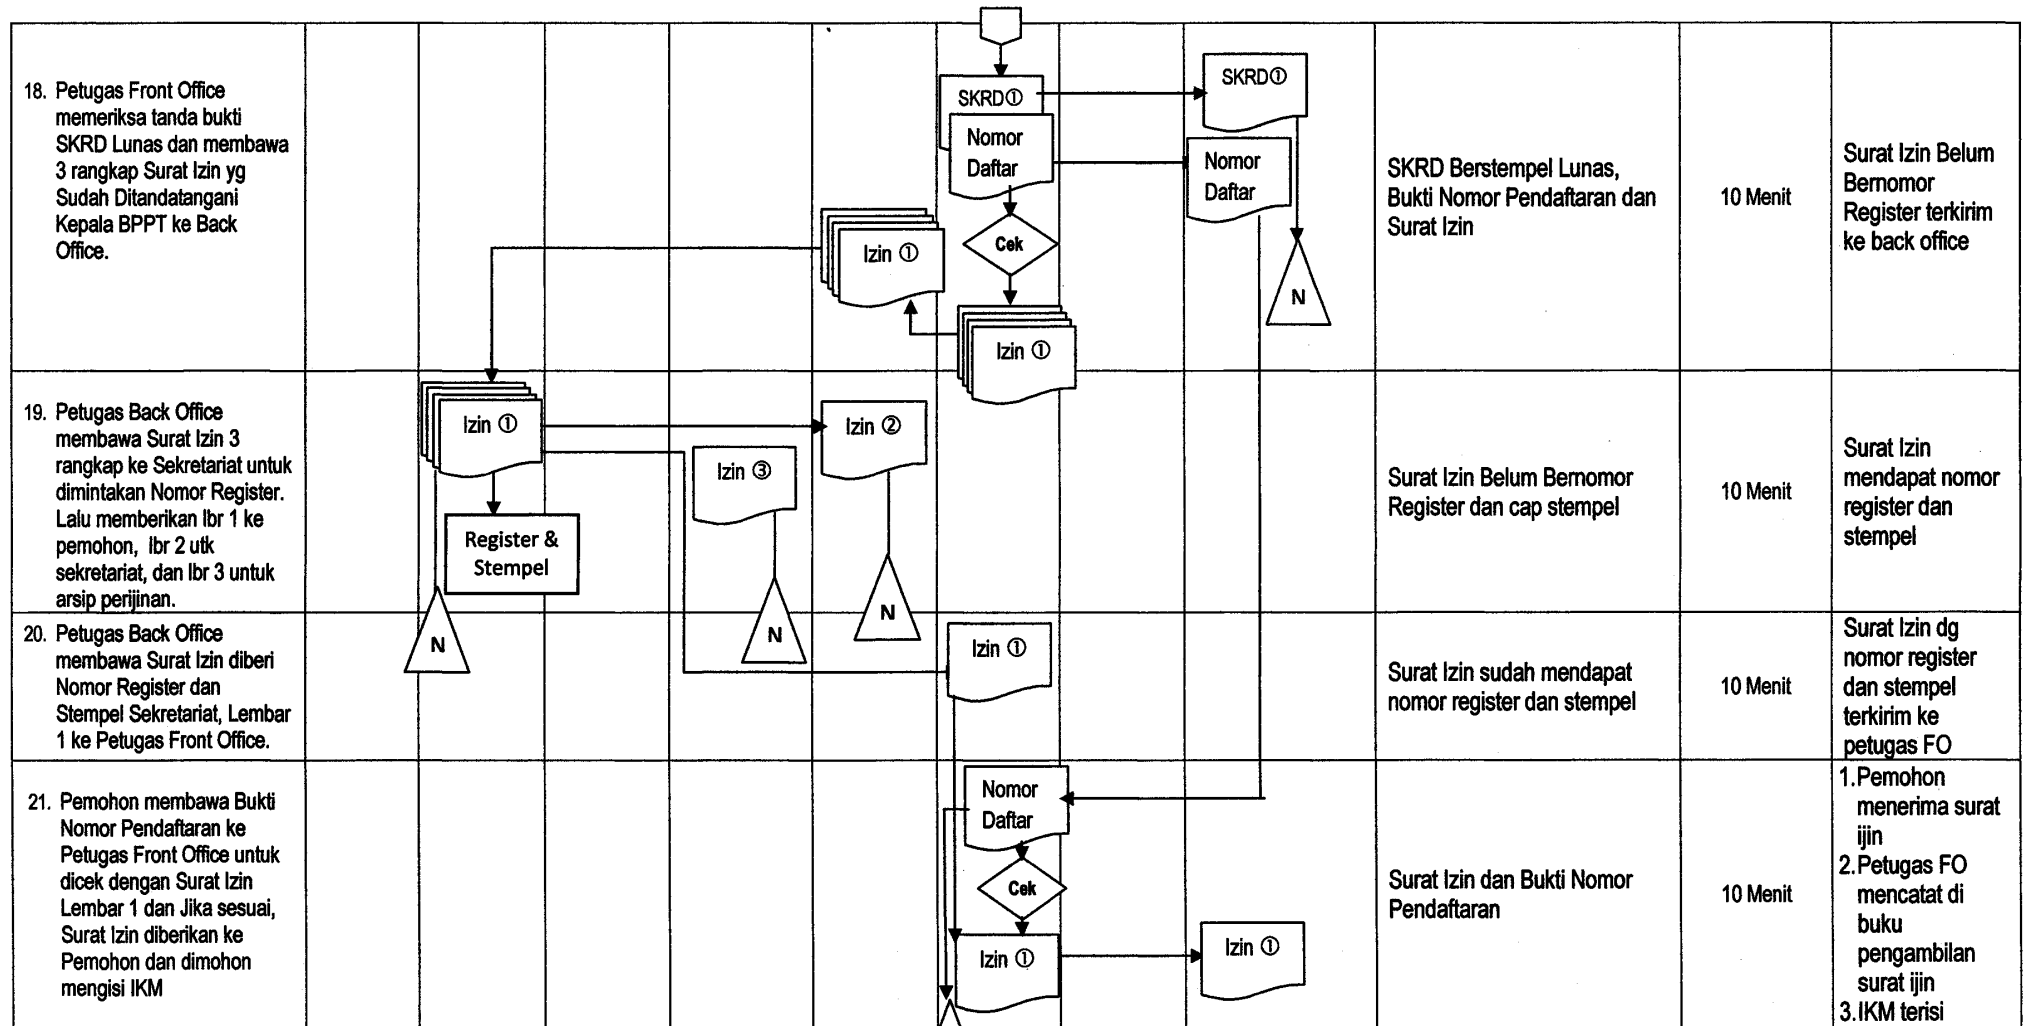 18. Petugas Front Office
memeriksa tanda bukti
SKRD Lunas dan membawa
3 rangkap Surat Izin yg
Sudah Ditandatangani
Kepala BPPT ke Back
Office.
SKRD①
Nomor
Daftar
Cek
Izin ①
Izin ①
SKRD①
Nomor
Daftar
N
SKRD Berstempel Lunas,
Bukti Nomor Pendaftaran dan
Surat Izin
10 Menit
Surat Izin Belum
Bernomor
Register terkirim
ke back office
19. Petugas Back Office
membawa Surat Izin 3
rangkap ke Sekretariat untuk
dimintakan Nomor Register.
Lalu memberikan lbr 1 ke
pemohon, lbr 2 utk
sekretariat, dan lbr 3 untuk
arsip perijinan.
Izin ①
Register &
Stempel
N
Izin ③
N
Izin ②
N
Surat Izin Belum Bernomor
Register dan cap stempel
10 Menit
Surat Izin
mendapat nomor
register dan
stempel
20. Petugas Back Office
membawa Surat Izin diberi
Nomor Register dan
Stempel Sekretariat, Lembar
1 ke Petugas Front Office.
Izin ①
Surat Izin sudah mendapat
nomor register dan stempel
10 Menit
Surat Izin dg
nomor register
dan stempel
terkirim ke
petugas FO
21. Pemohon membawa Bukti
Nomor Pendaftaran ke
Petugas Front Office untuk
dicek dengan Surat Izin
Lembar 1 dan Jika sesuai,
Surat Izin diberikan ke
Pemohon dan dimohon
mengisi IKM
Nomor
Daftar
Cek
Izin ①
Izin ①
Surat Izin dan Bukti Nomor
Pendaftaran
10 Menit
1.Pemohon
menerima surat
ijin
2.Petugas FO
mencatat di
buku
pengambilan
surat ijin
3.IKM terisi